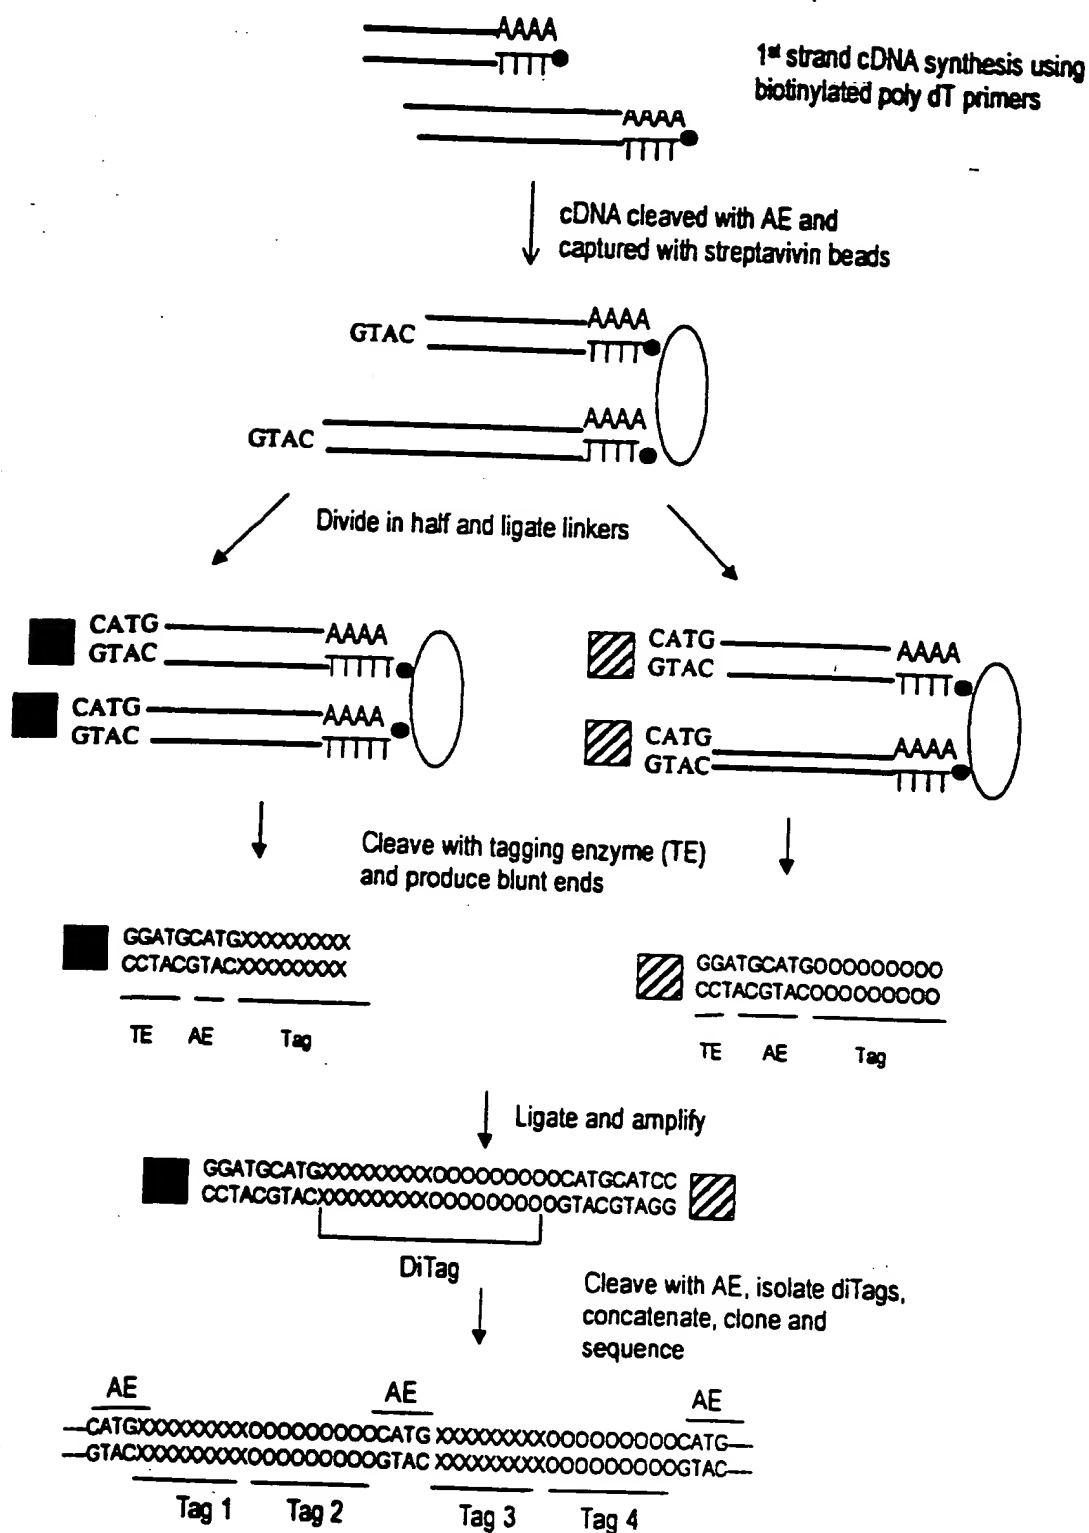 AAAA
TTTT
1st strand cDNA synthesis using
biotinylated poly dT primers
AAAA
TTTT
cDNA cleaved with AE and
captured with streptavivin beads
AAAA
GTAC
TTTT
AAAA
GTAC
TTTT
Divide in half and ligate linkers
CATG AAAA
GTAC TTTTT
CATG AAAA
GTAC TTTTT
CATG AAAA
GTAC TTTT
CATG AAAA
GTAC TTTT
Cleave with tagging enzyme (TE)
and produce blunt ends
GGATGCATGXXXXXXXXX
CCTACGTACXXXXXXXXX
TE AE Tag
GGATGCATGOOOOOOOOO
CCTACGTACOOOOOOOOO
TE AE Tag
Ligate and amplify
GGATGCATGXXXXXXXXXOOOOOOOOOCATGCATCC
CCTACGTACXXXXXXXXXOOOOOOOOOGTACGTAGG
DiTag
Cleave with AE, isolate diTags,
concatenate, clone and
sequence
AE AE AE
—CATGXXXXXXXXXOOOOOOOOOCATGXXXXXXXXXOOOOOOOOOCATG—
—GTACXXXXXXXXXOOOOOOOOOGTACXXXXXXXXXOOOOOOOOOGTAC—
Tag 1 Tag 2 Tag 3 Tag 4